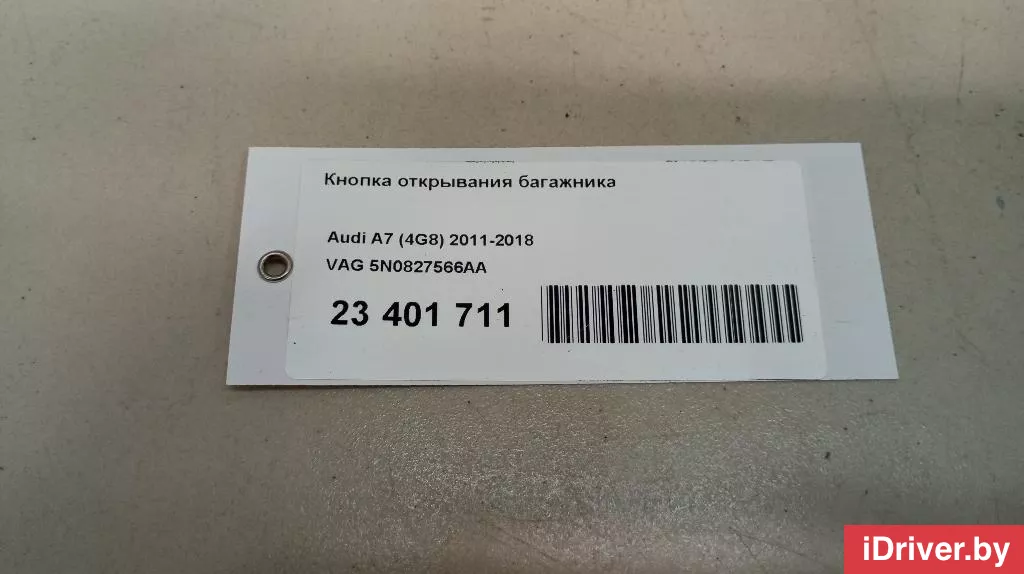 Кнопка открывания багажника
Audi A7 (4G8) 2011-2018
VAG 5N0827566AA
23 401 711
iDriver.by